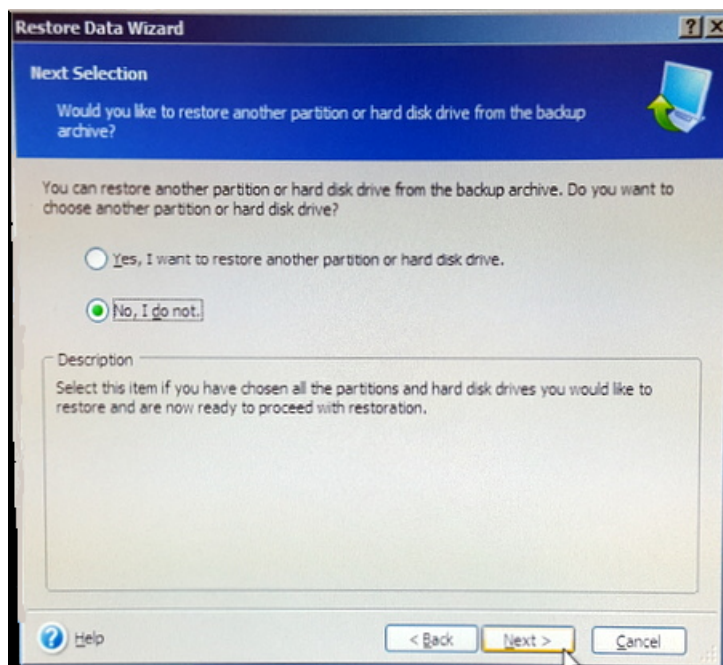 Restore Data Wizard
Next Selection
Would you like to restore another partition or hard disk drive from the backup
archive?
You can restore another partition or hard disk drive from the backup archive. Do you want to
choose another partition or hard disk drive?
Yes, I want to restore another partition or hard disk drive.
No, I do not.
Description
Select this item if you have chosen all the partitions and hard disk drives you would like to
restore and are now ready to proceed with restoration.
Help
< Back
Next >
Cancel